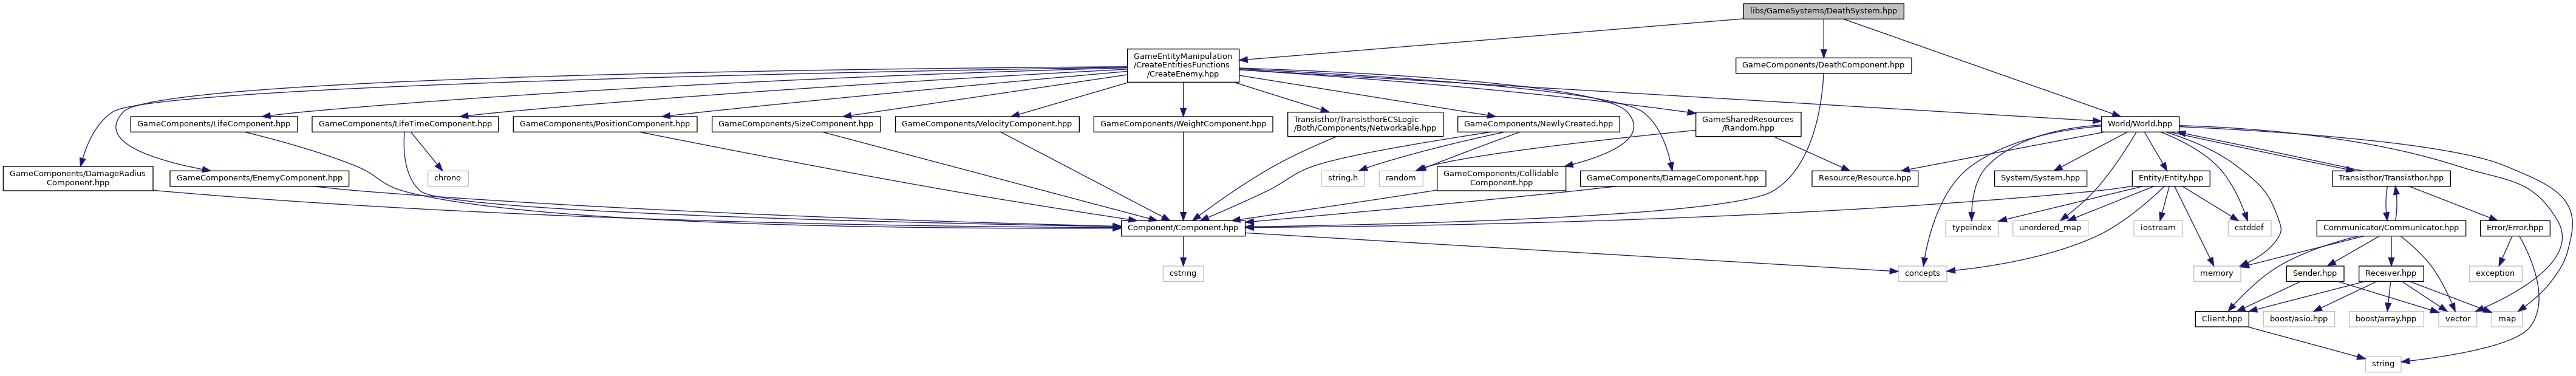 libs/GameSystems/DeathSystem.hpp
GameEntityManipulation
/CreateEntitiesFunctions
/CreateEnemy.hpp
GameComponents/DeathComponent.hpp
GameComponents/LifeComponent.hpp
GameComponents/LifeTimeComponent.hpp
GameComponents/PositionComponent.hpp
GameComponents/SizeComponent.hpp
GameComponents/VelocityComponent.hpp
GameComponents/WeightComponent.hpp
Transisthor/TransisthorECSLogic
/Both/Components/Networkable.hpp
GameComponents/NewlyCreated.hpp
GameSharedResources
/Random.hpp
World/World.hpp
GameComponents/DamageRadius
Component.hpp
GameComponents/EnemyComponent.hpp
chrono
string.h
random
GameComponents/Collidable
Component.hpp
GameComponents/DamageComponent.hpp
Resource/Resource.hpp
System/System.hpp
Entity/Entity.hpp
Transisthor/Transisthor.hpp
Component/Component.hpp
typeindex
unordered_map
iostream
cstddef
Communicator/Communicator.hpp
Error/Error.hpp
cstring
concepts
memory
Sender.hpp
Receiver.hpp
exception
Client.hpp
boost/asio.hpp
boost/array.hpp
vector
map
string